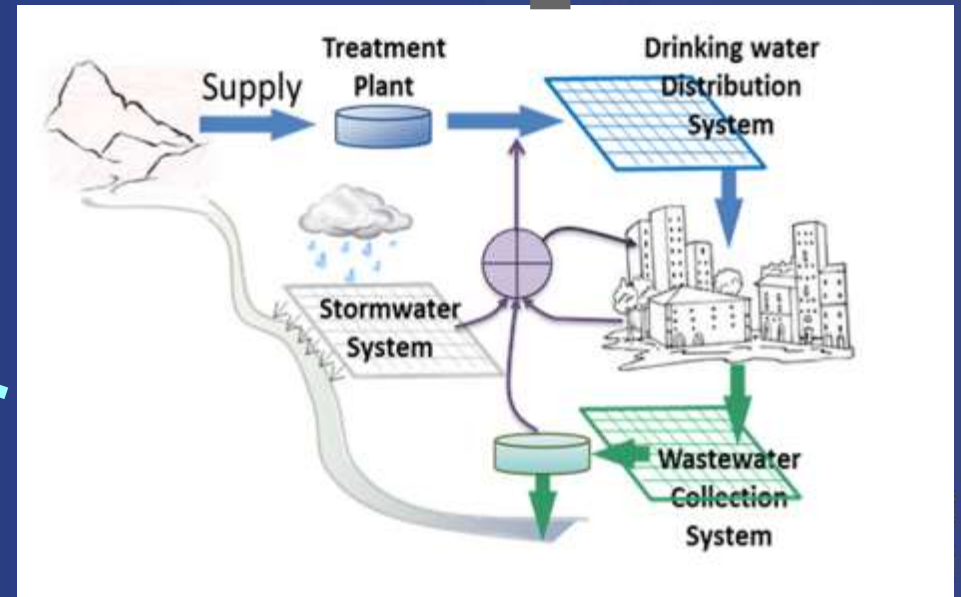 Supply
Treatment
Plant
Drinking water
Distribution
System
Stormwater
System
Wastewater
Collection
System